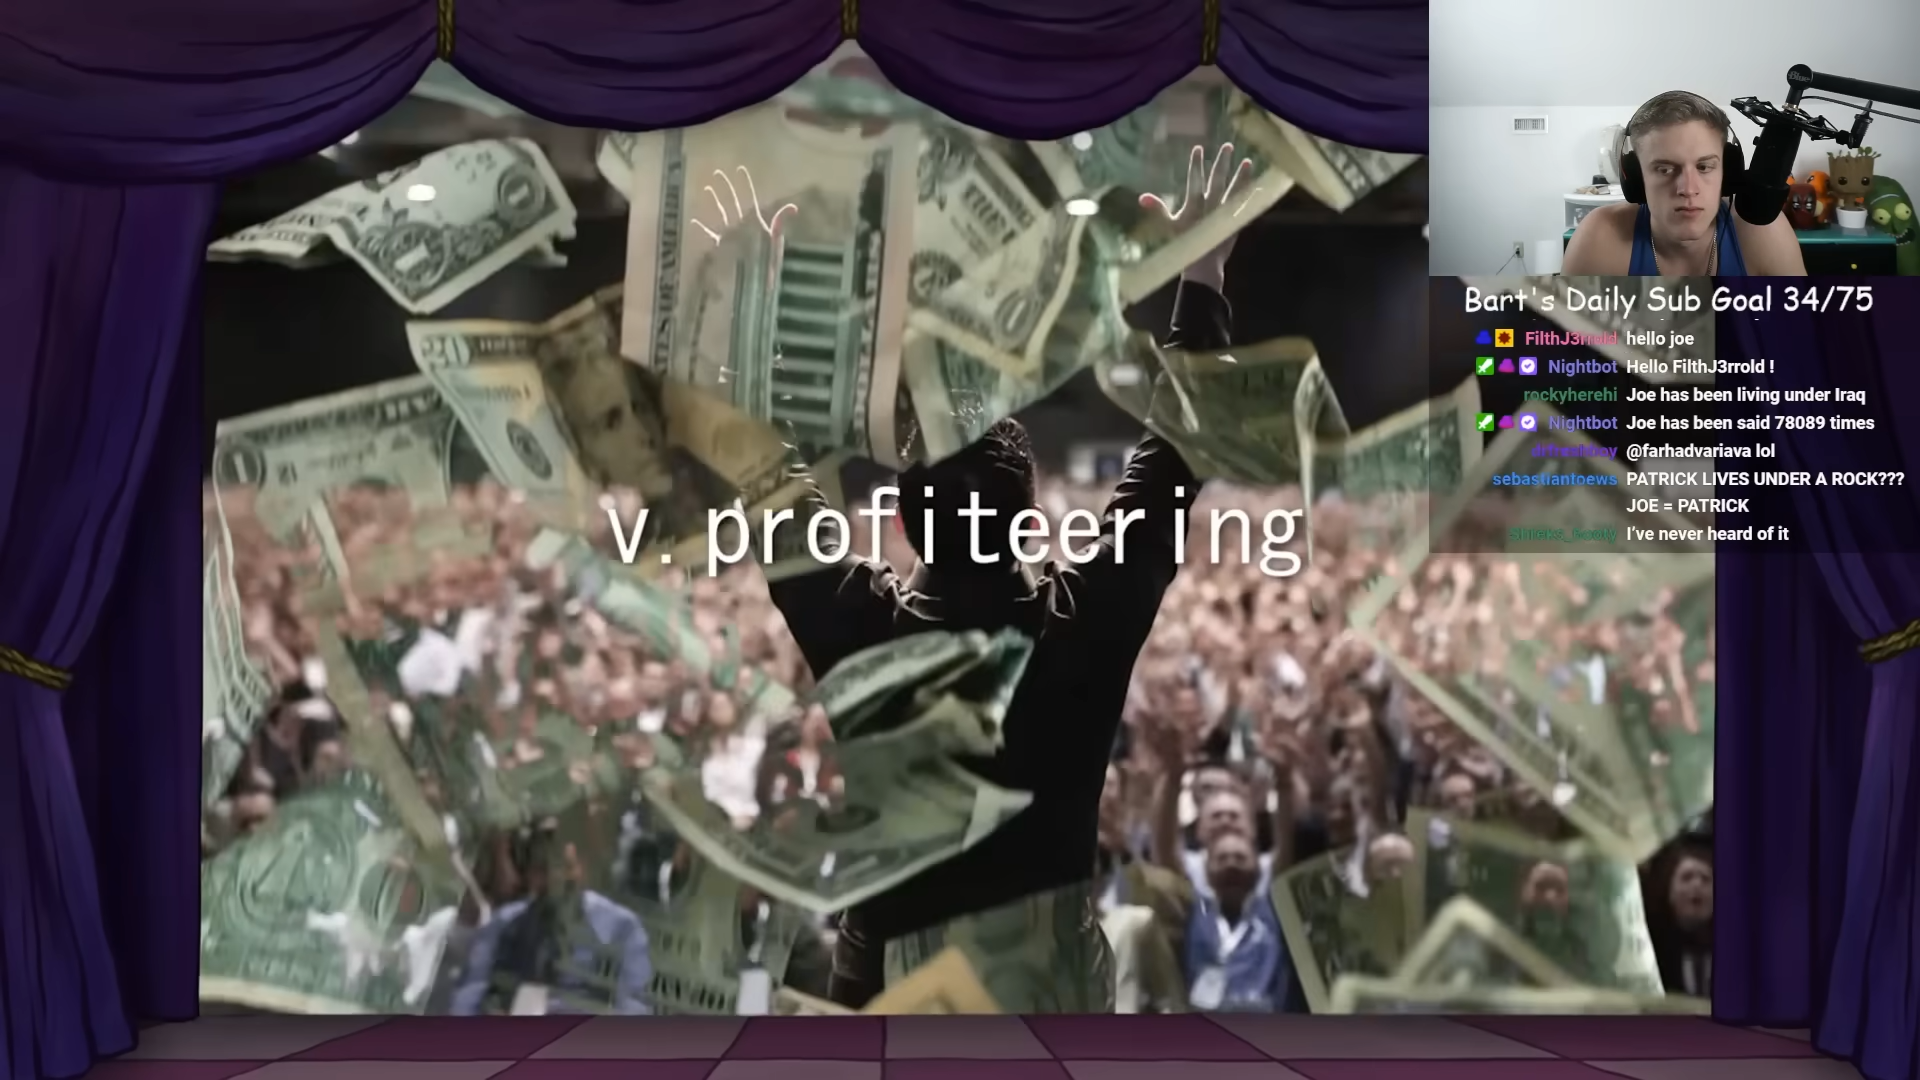 v. profiteering
Bart's Daily Sub Goal 34/75
FilthJ3rrold hello joe
Nightbot Hello FilthJ3rrold !
rockyherehi Joe has been living under Iraq
Nightbot Joe has been said 78089 times
@farhadvariava lol
sebastiantoews PATRICK LIVES UNDER A ROCK???
JOE = PATRICK
I've never heard of it